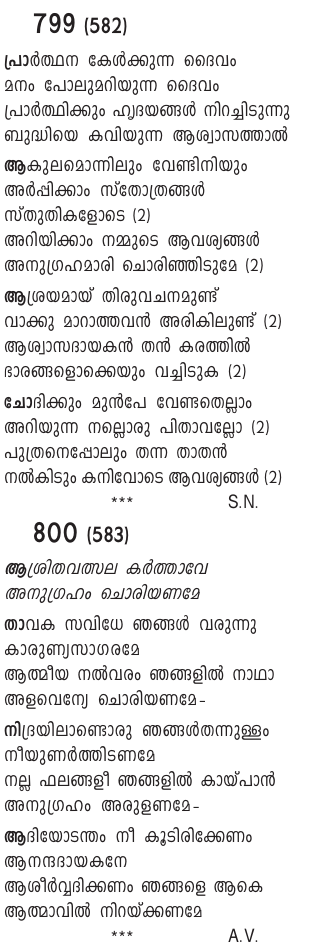 799 (582)
പ്രാർത്ഥന കേൾക്കുന്ന ദൈവം
മനം പോലുമറിയുന്ന ദൈവം
പ്രാർത്ഥിക്കും ഹൃദയങ്ങൾ നിറച്ചിടുന്നു
ബുദ്ധിയെ കവിയുന്ന ആശ്വാസത്താൽ
ആകുലമൊന്നിലും വേണ്ടിനിയും
അർപ്പിക്കാം സ്തോത്രങ്ങൾ
സ്തുതികളോടെ (2)
അറിയിക്കാം നമ്മുടെ ആവശ്യങ്ങൾ
അനുഗ്രഹമാരി ചൊരിഞ്ഞിടുമേ (2)
ആശ്രയമായ് തിരുവചനമുണ്ട്
വാക്കു മാറാത്തവൻ അരികിലുണ്ട് (2)
ആശ്വാസദായകൻ തൻ കരത്തിൽ
ഭാരങ്ങളൊക്കെയും വച്ചിടുക (2)
ചോദിക്കും മുൻപേ വേണ്ടതെല്ലാം
അറിയുന്ന നല്ലൊരു പിതാവല്ലോ (2)
പുത്രനെപ്പോലും തന്ന താതൻ
നൽകിടും കനിവോടെ ആവശ്യങ്ങൾ (2)
*** S.N.
800 (583)
ആശ്രിതവത്സല കർത്താവേ
അനുഗ്രഹം ചൊരിയണമേ
താവക സവിധേ ഞങ്ങൾ വരുന്നു
കാരുണ്യസാഗരമേ
ആത്മീയ നൽവരം ഞങ്ങളിൽ നാഥാ
അളവെന്യേ ചൊരിയണമേ-
നിദ്രയിലാണ്ടൊരു ഞങ്ങൾതന്നുള്ളം
നീയുണർത്തിടണമേ
നല്ല ഫലങ്ങളീ ഞങ്ങളിൽ കായ്പാൻ
അനുഗ്രഹം അരുളണമേ-
ആദിയോടന്തം നീ കൂടിരിക്കേണം
ആനന്ദദായകനേ
ആശീർവ്വദിക്കണം ഞങ്ങളെ ആകെ
ആത്മാവിൽ നിറയ്ക്കണമേ
*** A.V.